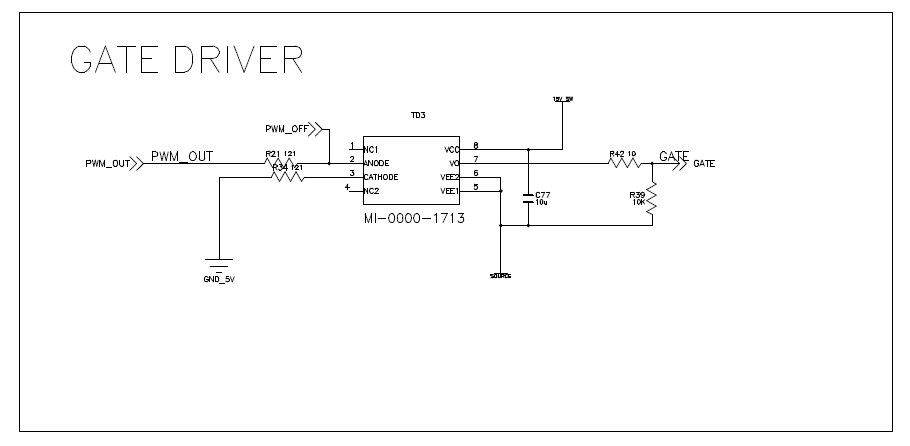 GATE DRIVER
15V_SW
TD3
PWM_OFF
1 NC1 VCC 8
PWM_OUT PWM_OUT R21 121 2 ANODE VO 7 R42 10 GATE GATE
R34 121 3 CATHODE VEE2 6
4 NC2 VEE1 5
C77
10u
R39
10K
MI-0000-1713
SOURCE
GND_5V